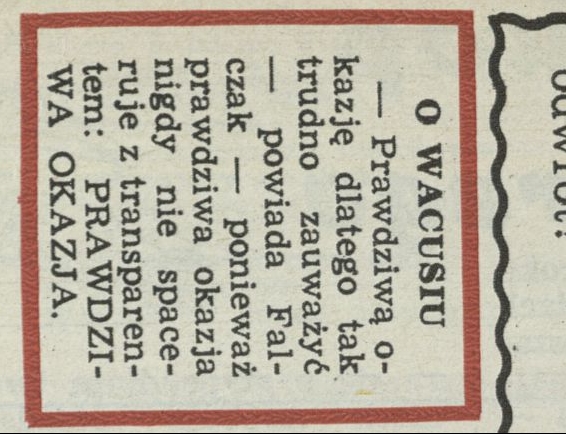 O WACUSIU
— Prawdziwą o-
kazję dlatego tak
trudno zauważyć
— powiada Fal-
czak — ponieważ
prawdziwa okazja
nigdy nie space-
ruje z transparen-
tem: PRAWDZI-
WA OKAZJA.